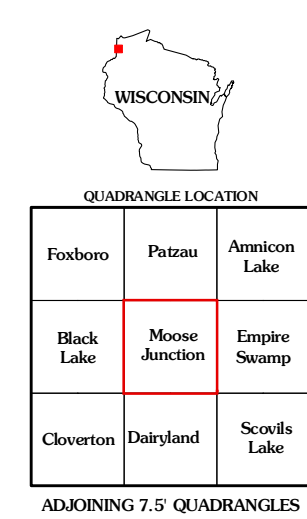 WISCONSIN
QUADRANGLE LOCATION
Foxboro
Patzau
Amnicon
Lake
Black
Lake
Moose
Junction
Empire
Swamp
Cloverton
Dairyland
Scovils
Lake
ADJOINING 7.5' QUADRANGLES